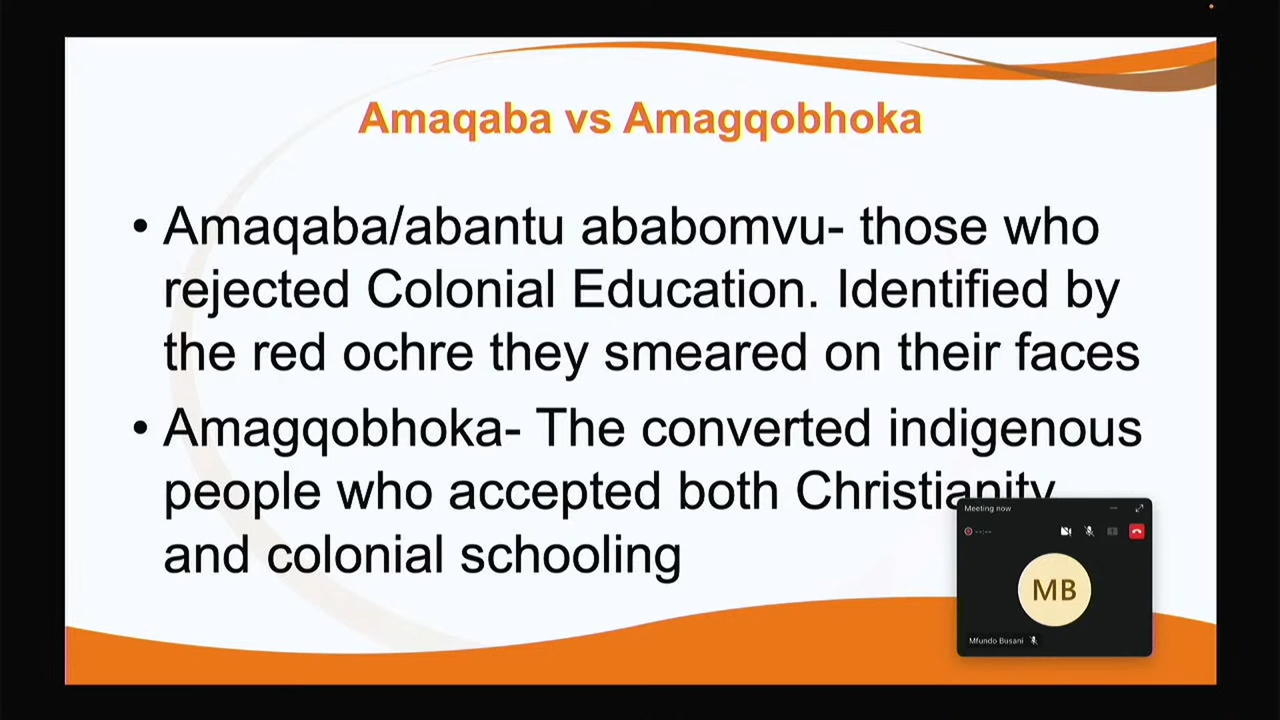 Amaqaba vs Amagqobhoka
• Amaqaba/abantu ababomvu- those who
rejected Colonial Education. Identified by
the red ochre they smeared on their faces
• Amagqobhoka- The converted indigenous
people who accepted both Christianity
and colonial schooling
Meeting now
--:--
MB
Mfundo Busani